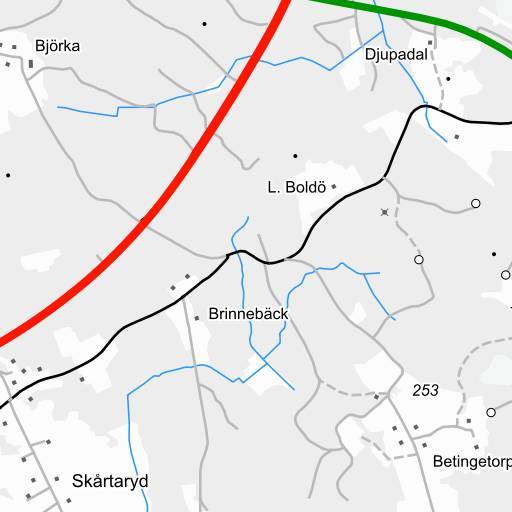 Björka
Djupadal
L. Boldö
Brinnebäck
253
Betingetorp
Skårtaryd